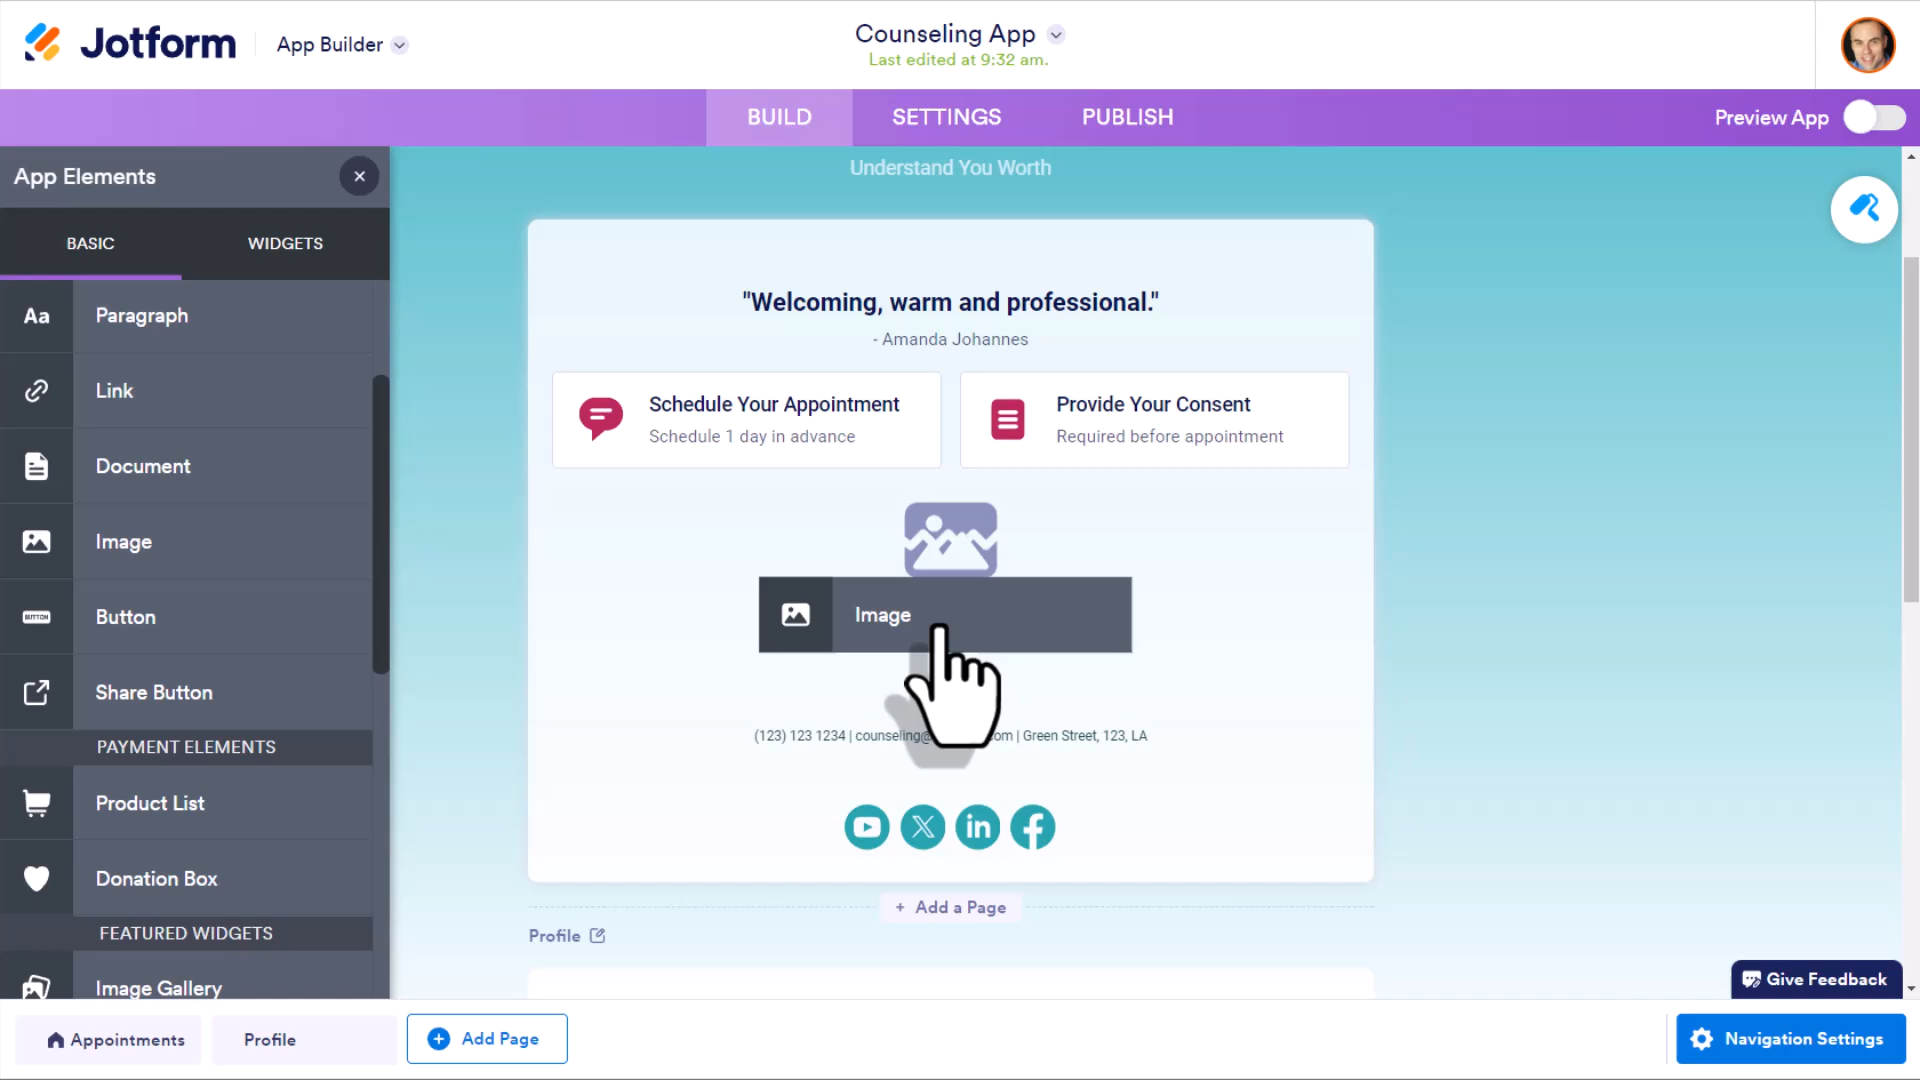 Jotform
App Builder
Counseling App
Last edited at 9:32 am.
BUILD
SETTINGS
PUBLISH
Preview App
App Elements
BASIC
WIDGETS
Aa Paragraph
Link
Document
Image
BUTTON Button
Share Button
PAYMENT ELEMENTS
Product List
Donation Box
FEATURED WIDGETS
Image Gallery
Understand You Worth
"Welcoming, warm and professional."
- Amanda Johannes
Schedule Your Appointment
Schedule 1 day in advance
Provide Your Consent
Required before appointment
Image
(123) 123 1234 | counseling@ om | Green Street, 123, LA
+ Add a Page
Profile
Give Feedback
Appointments
Profile
Add Page
Navigation Settings